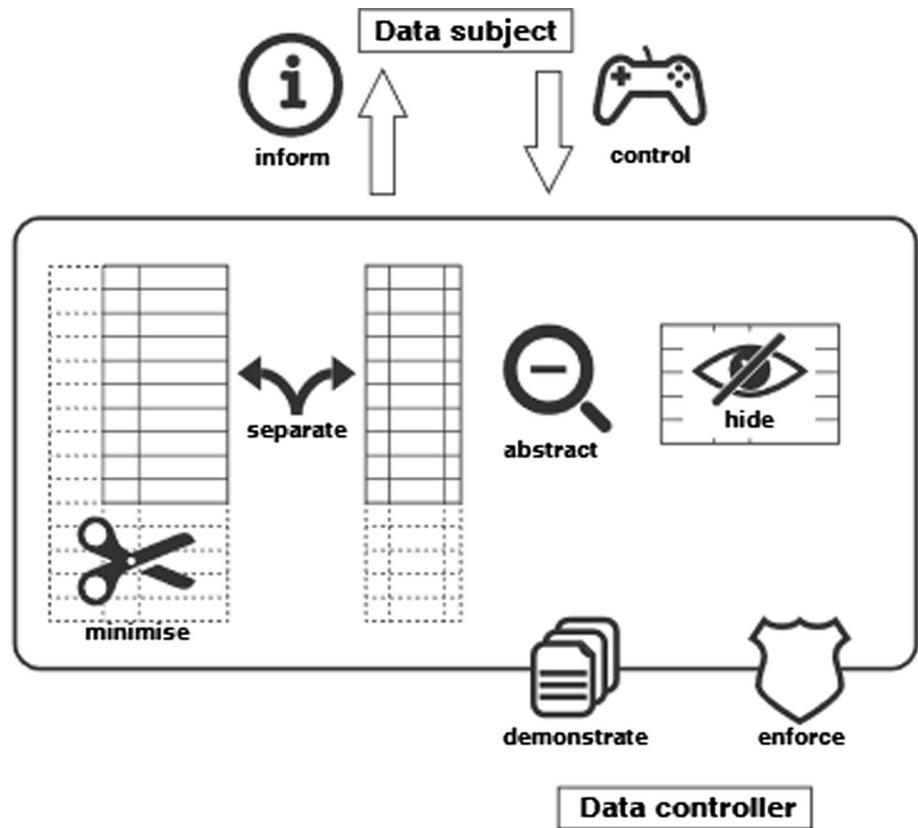 Data subject
inform
control
separate
abstract
hide
minimise
demonstrate
enforce
Data controller